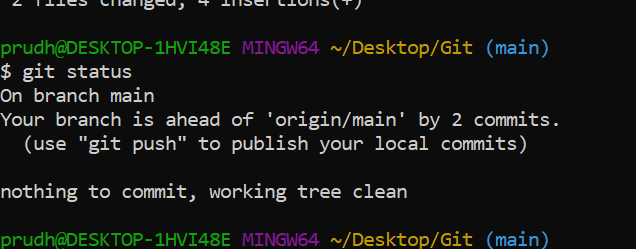 2 files changed, 4 insertions(+)
prudh@DESKTOP-1HVI48E MINGW64 ~/Desktop/Git (main)
$ git status
On branch main
Your branch is ahead of 'origin/main' by 2 commits.
  (use "git push" to publish your local commits)
nothing to commit, working tree clean
prudh@DESKTOP-1HVI48E MINGW64 ~/Desktop/Git (main)